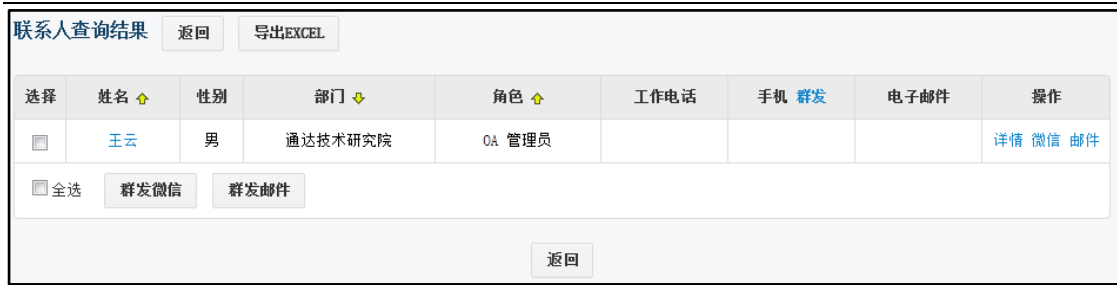 联系人查询结果 返回 导出EXCEL
选择 姓名 性别 部门 角色 工作电话 手机 群发 电子邮件 操作
王云 男 通达技术研究院 OA 管理员 详情 微信 邮件
全选 群发微信 群发邮件
返回